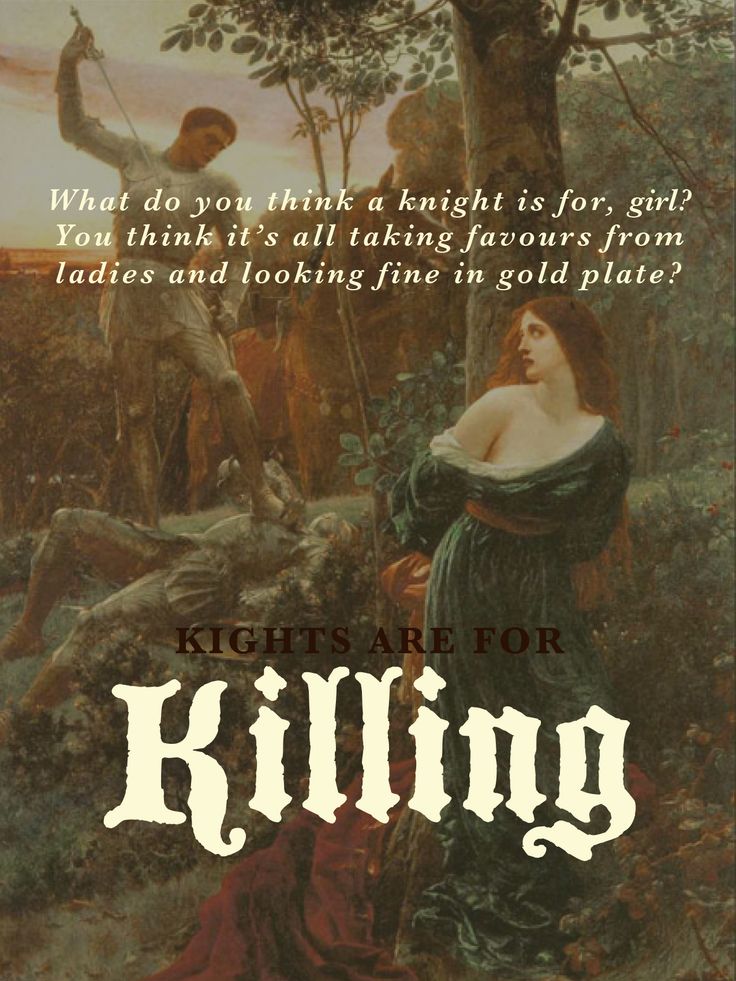 What do you think a knight is for, girl?
You think it's all taking favours from
ladies and looking fine in gold plate?
KIGHTS ARE FOR
Killing